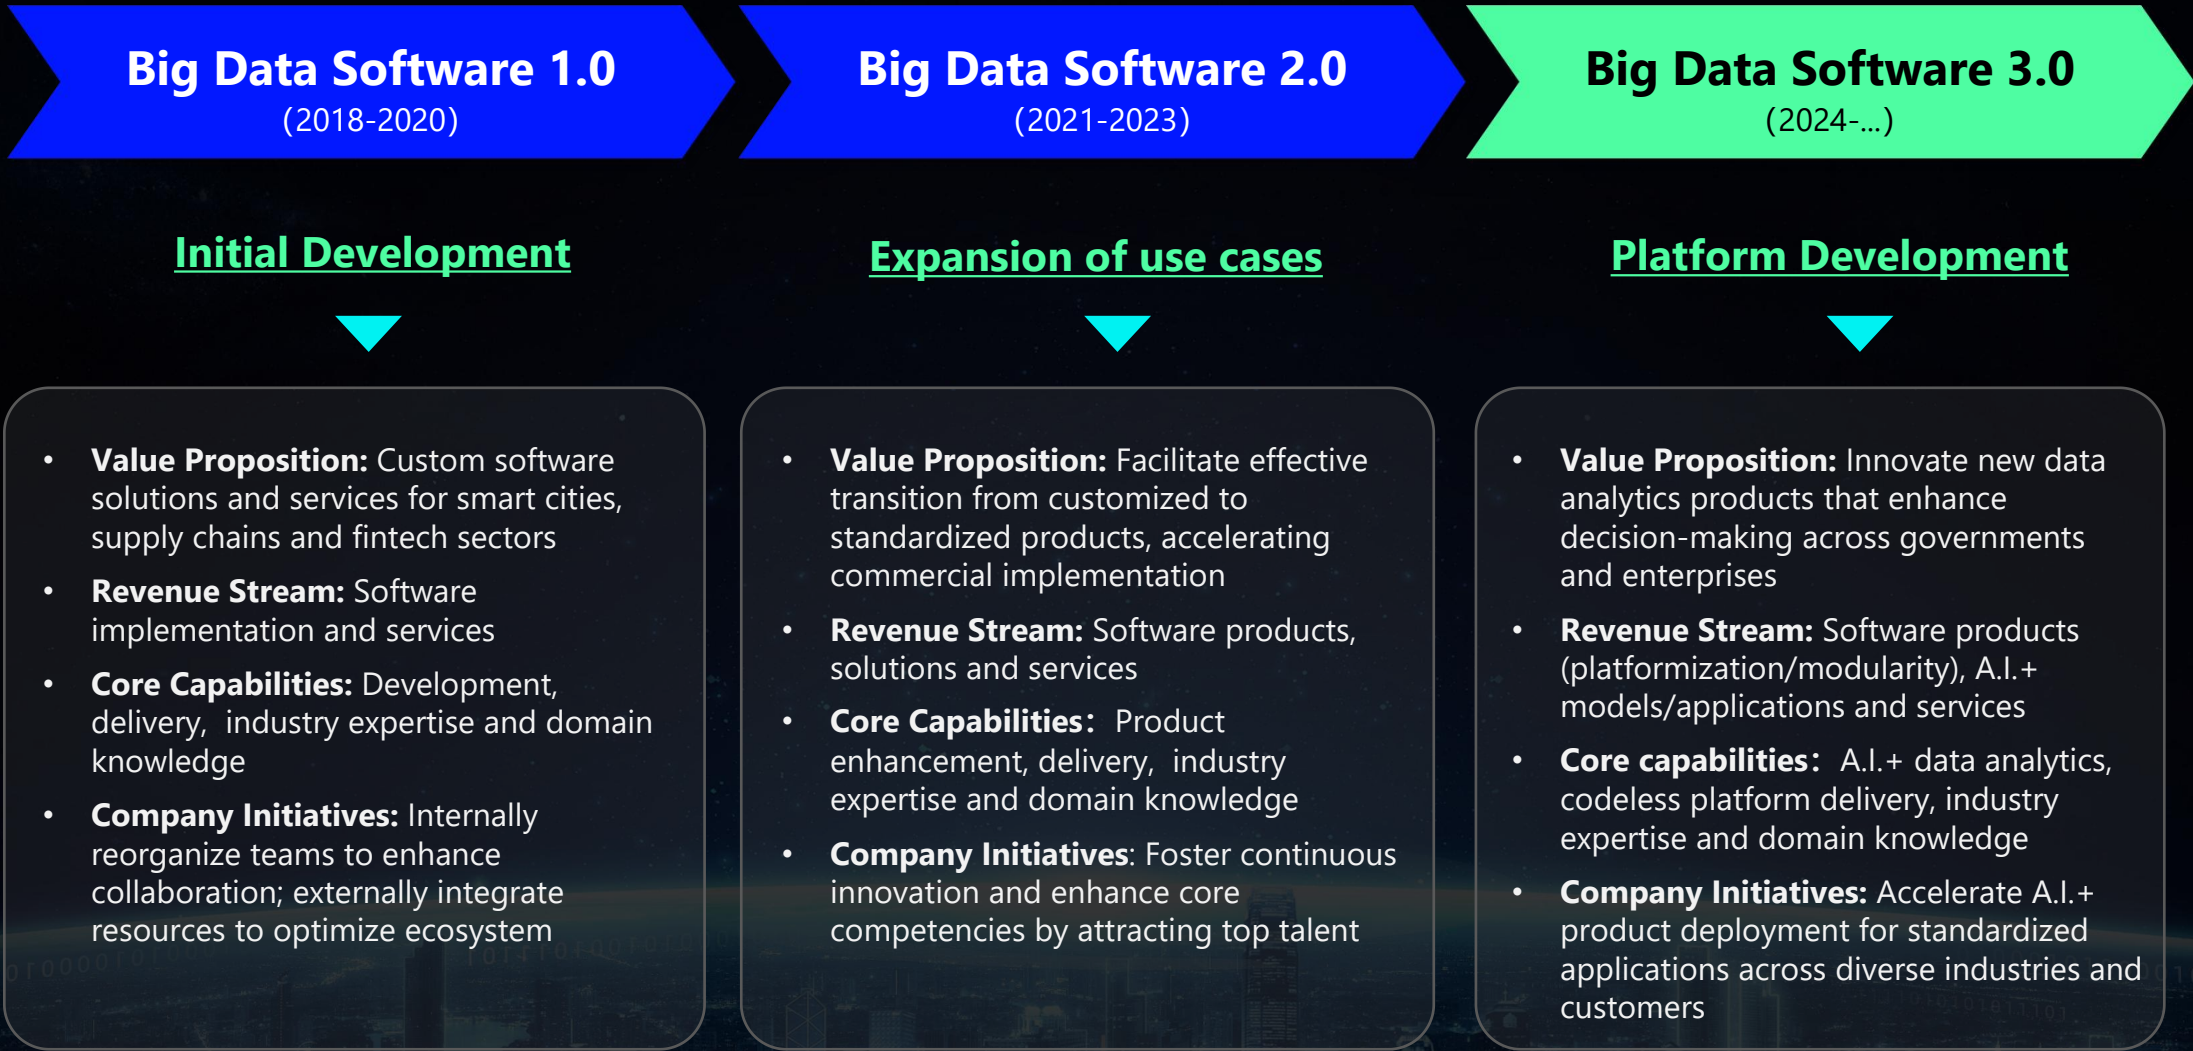 Big Data Software 1.0
(2018-2020)
Big Data Software 2.0
(2021-2023)
Big Data Software 3.0
(2024-...)
Initial Development
Expansion of use cases
Platform Development
• Value Proposition: Custom software
solutions and services for smart cities,
supply chains and fintech sectors
• Revenue Stream: Software
implementation and services
• Core Capabilities: Development,
delivery,  industry expertise and domain
knowledge
• Company Initiatives: Internally
reorganize teams to enhance
collaboration; externally integrate
resources to optimize ecosystem
• Value Proposition: Facilitate effective
transition from customized to
standardized products, accelerating
commercial implementation
• Revenue Stream: Software products,
solutions and services
• Core Capabilities： Product
enhancement, delivery,  industry
expertise and domain knowledge
• Company Initiatives: Foster continuous
innovation and enhance core
competencies by attracting top talent
• Value Proposition: Innovate new data
analytics products that enhance
decision-making across governments
and enterprises
• Revenue Stream: Software products
(platformization/modularity), A.I.+
models/applications and services
• Core capabilities： A.I.+ data analytics,
codeless platform delivery, industry
expertise and domain knowledge
• Company Initiatives: Accelerate A.I.+
product deployment for standardized
applications across diverse industries and
customers